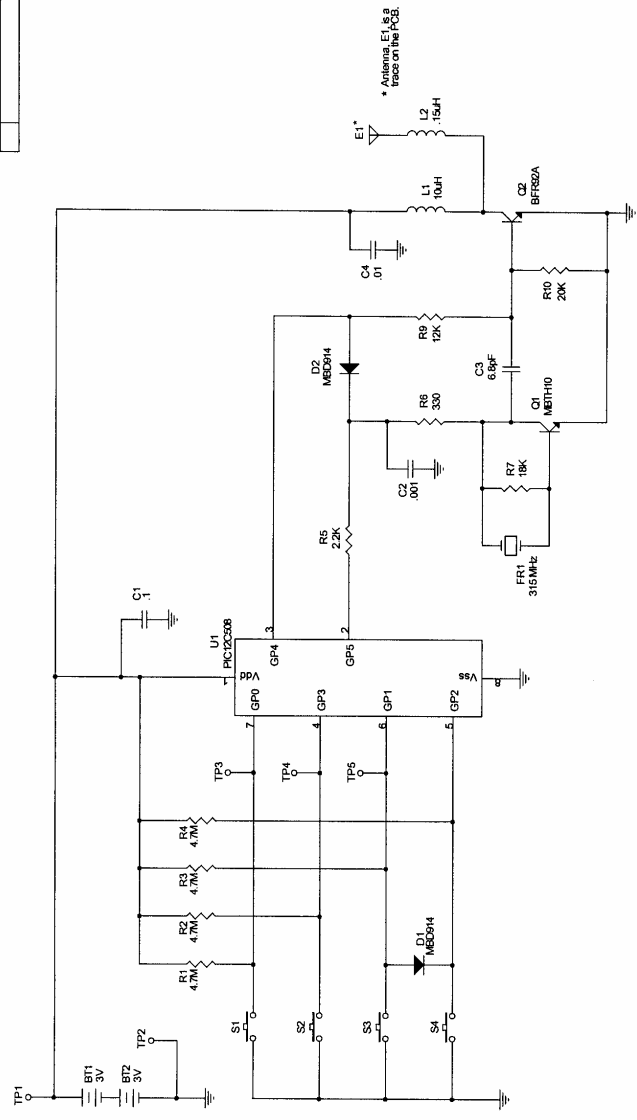 TP1
BT1
3V
BT2
3V
TP2
R1
4.7M
R2
4.7M
R3
4.7M
R4
4.7M
S1
S2
S3
S4
D1
MBD914
TP3
TP4
TP5
7
4
6
5
C1
.1
U1
PIC12C508
1
Vdd
GP0
GP3
GP1
GP2
GP4
GP5
Vss
8
3
2
R5
2.2K
C2
.001
D2
MBD914
R6
330
R9
12K
C3
6.8pF
Q1
MBTH10
R7
18K
FR1
315 MHz
C4
.01
L1
10uH
R10
20K
Q2
BFR92A
L2
.15uH
E1*
* Antenna, E1, is a
trace on the PCB.